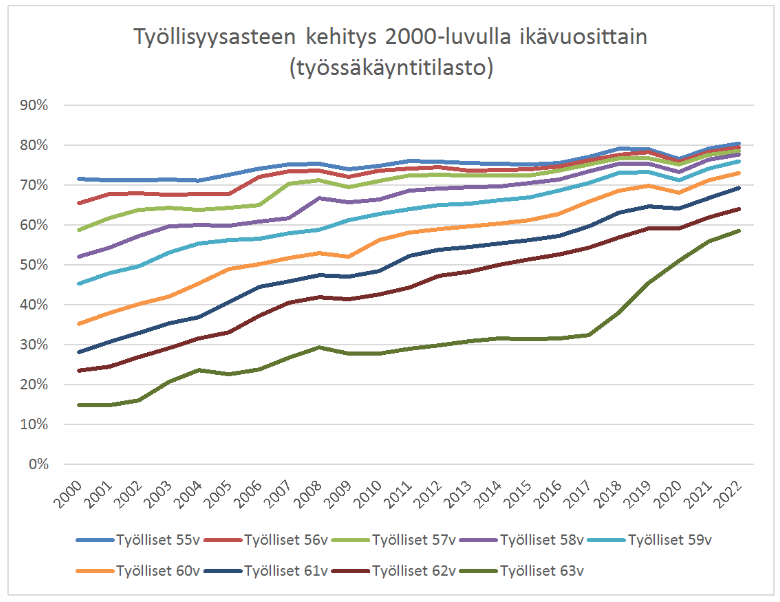 Työllisyysasteen kehitys 2000-luvulla ikävuosittain
(työssäkäyntitilasto)
90%
80%
70%
60%
50%
40%
30%
20%
10%
0%
2000 2001 2002 2003 2004 2005 2006 2007 2008 2009 2010 2011 2012 2013 2014 2015 2016 2017 2018 2019 2020 2021 2022
Työlliset 55v Työlliset 56v Työlliset 57v Työlliset 58v Työlliset 59v
Työlliset 60v Työlliset 61v Työlliset 62v Työlliset 63v